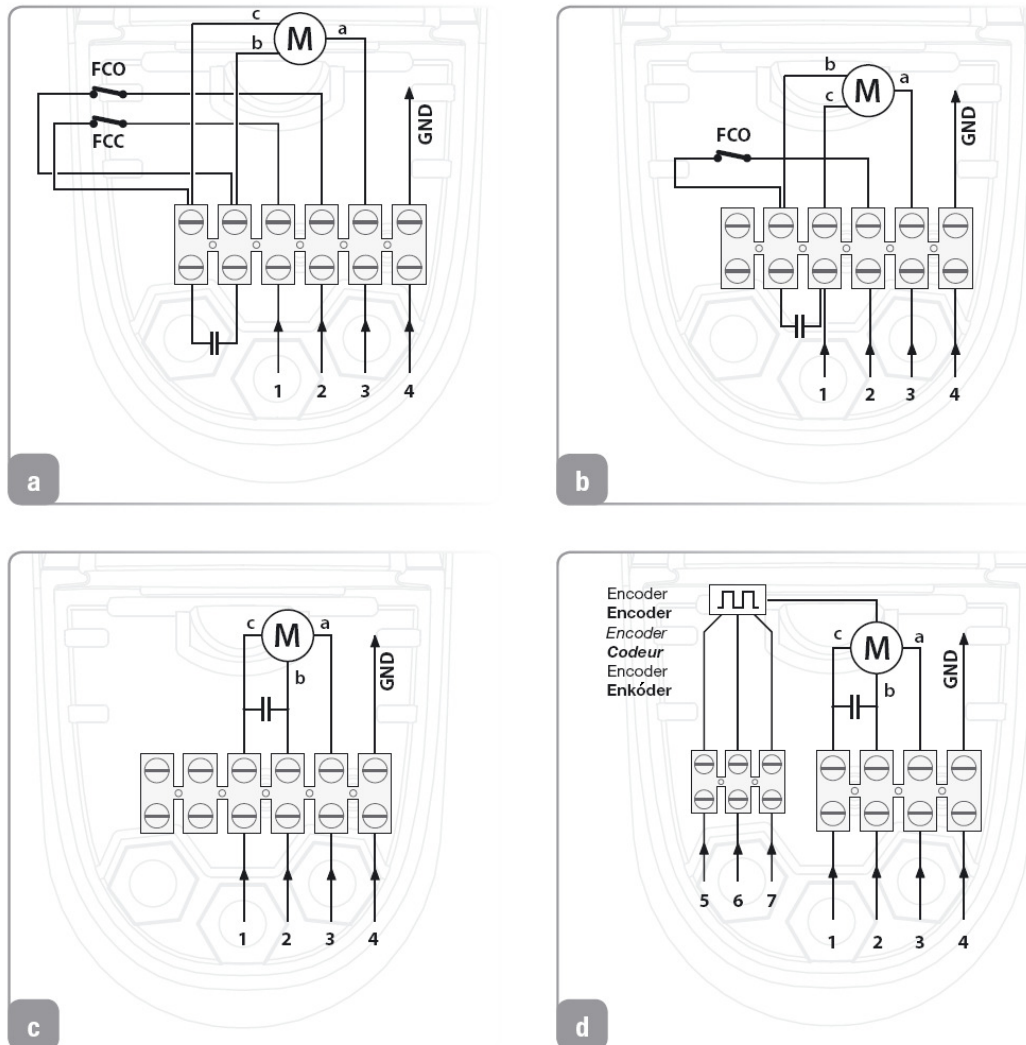 c
b
M
a
FCO
FCC
GND
1 2 3 4
a
b
c
M
a
FCO
GND
1 2 3 4
b
c
M
a
b
GND
1 2 3 4
c
Encoder
Encoder
Encoder
Codeur
Encoder
Enkóder
c
M
a
b
GND
5 6 7
1 2 3 4
d